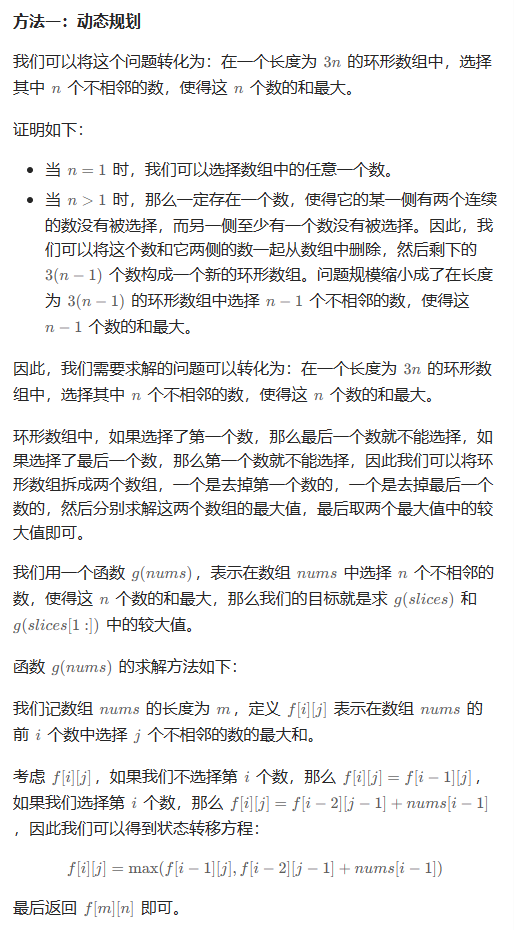 方法一：动态规划
我们可以将这个问题转化为：在一个长度为 3n 的环形数组中，选择
其中 n 个不相邻的数，使得这 n 个数的和最大。
证明如下：
• 当 n = 1 时，我们可以选择数组中的任意一个数。
• 当 n > 1 时，那么一定存在一个数，使得它的某一侧有两个连续
的数没有被选择，而另一侧至少有一个数没有被选择。因此，我
们可以将这个数和它两侧的数一起从数组中删除，然后剩下的
3(n − 1) 个数构成一个新的环形数组。问题规模缩小成了在长度
为 3(n − 1) 的环形数组中选择 n − 1 个不相邻的数，使得这
n − 1 个数的和最大。
因此，我们需要求解的问题可以转化为：在一个长度为 3n 的环形数
组中，选择其中 n 个不相邻的数，使得这 n 个数的和最大。
环形数组中，如果选择了第一个数，那么最后一个数就不能选择，如
果选择了最后一个数，那么第一个数就不能选择，因此我们可以将环
形数组拆成两个数组，一个是去掉第一个数的，一个是去掉最后一个
数的，然后分别求解这两个数组的最大值，最后取两个最大值中的较
大值即可。
我们用一个函数 g(nums)，表示在数组 nums 中选择 n 个不相邻的
数，使得这 n 个数的和最大，那么我们的目标就是求 g(slices) 和
g(slices[1 :]) 中的较大值。
函数 g(nums) 的求解方法如下：
我们记数组 nums 的长度为 m，定义 f[i][j] 表示在数组 nums 的
前 i 个数中选择 j 个不相邻的数的最大和。
考虑 f[i][j]，如果我们不选择第 i 个数，那么 f[i][j] = f[i − 1][j]，
如果我们选择第 i 个数，那么 f[i][j] = f[i − 2][j − 1] + nums[i − 1]
，因此我们可以得到状态转移方程：
f[i][j] = max(f[i − 1][j], f[i − 2][j − 1] + nums[i − 1])
最后返回 f[m][n] 即可。